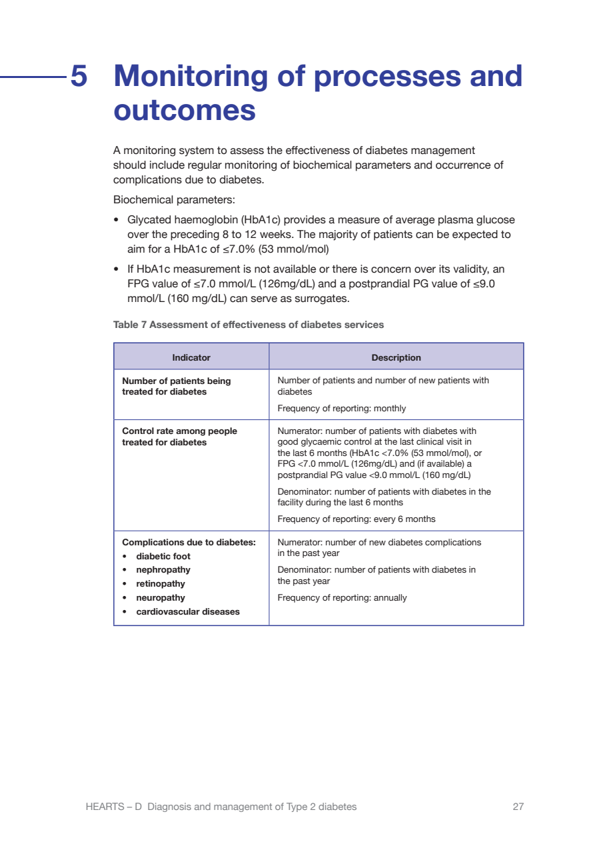 5 Monitoring of processes and
outcomes
A monitoring system to assess the effectiveness of diabetes management
should include regular monitoring of biochemical parameters and occurrence of
complications due to diabetes.
Biochemical parameters:
• Glycated haemoglobin (HbA1c) provides a measure of average plasma glucose
over the preceding 8 to 12 weeks. The majority of patients can be expected to
aim for a HbA1c of ≤7.0% (53 mmol/mol)
• If HbA1c measurement is not available or there is concern over its validity, an
FPG value of ≤7.0 mmol/L (126mg/dL) and a postprandial PG value of ≤9.0
mmol/L (160 mg/dL) can serve as surrogates.
Table 7 Assessment of effectiveness of diabetes services
Indicator
Description
Number of patients being
treated for diabetes
Number of patients and number of new patients with
diabetes
Frequency of reporting: monthly
Control rate among people
treated for diabetes
Numerator: number of patients with diabetes with
good glycaemic control at the last clinical visit in
the last 6 months (HbA1c <7.0% (53 mmol/mol), or
FPG <7.0 mmol/L (126mg/dL) and (if available) a
postprandial PG value <9.0 mmol/L (160 mg/dL)
Denominator: number of patients with diabetes in the
facility during the last 6 months
Frequency of reporting: every 6 months
Complications due to diabetes:
• diabetic foot
• nephropathy
• retinopathy
• neuropathy
• cardiovascular diseases
Numerator: number of new diabetes complications
in the past year
Denominator: number of patients with diabetes in
the past year
Frequency of reporting: annually
HEARTS – D Diagnosis and management of Type 2 diabetes
27